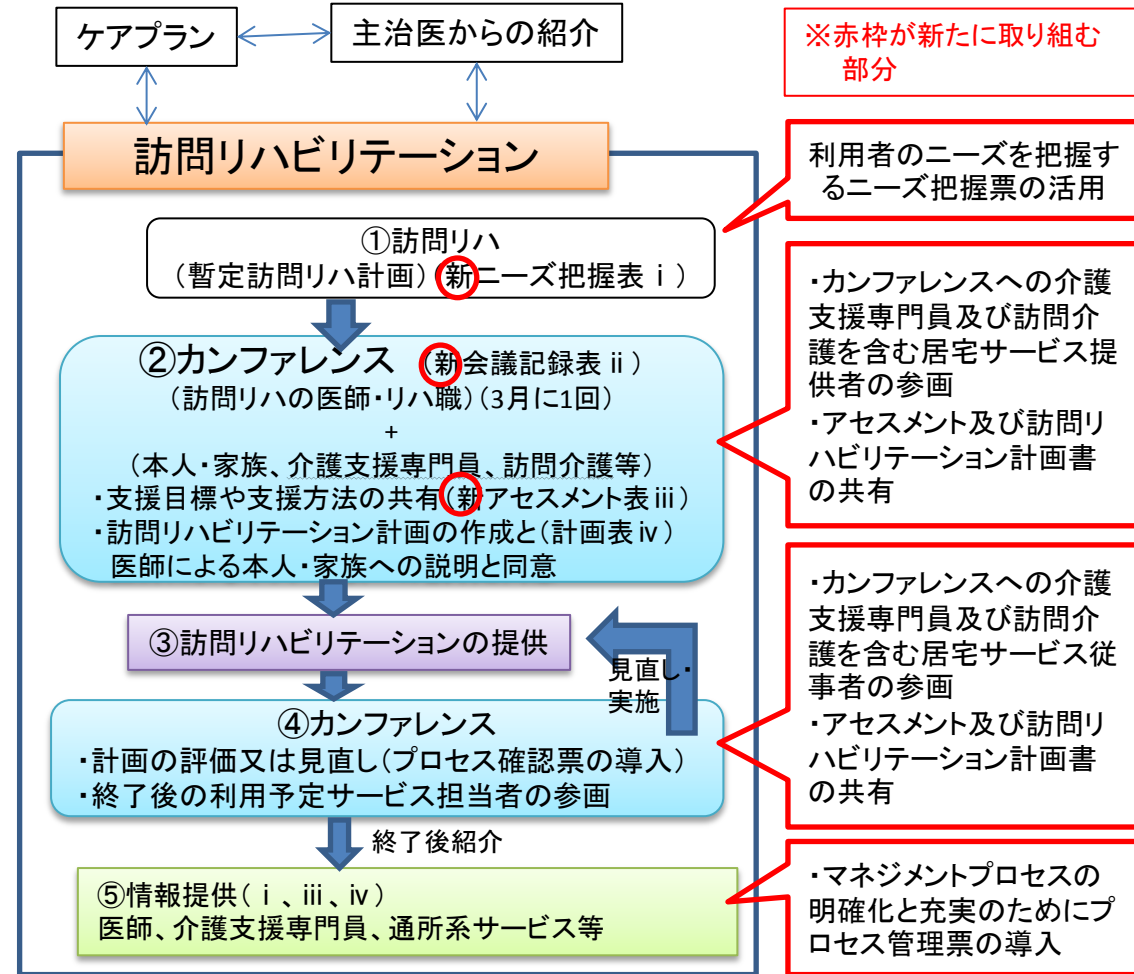 ケアプラン
主治医からの紹介
※赤枠が新たに取り組む
部分
訪問リハビリテーション
利用者のニーズを把握す
るニーズ把握票の活用
①訪問リハ
（暫定訪問リハ計画）（新ニーズ把握表ⅰ）
・カンファレンスへの介護
支援専門員及び訪問介
護を含む居宅サービス提
供者の参画
・アセスメント及び訪問リ
ハビリテーション計画書
の共有
②カンファレンス （新会議記録表ⅱ）
（訪問リハの医師・リハ職）（3月に1回）
+
（本人・家族、介護支援専門員、訪問介護等）
・支援目標や支援方法の共有（新アセスメント表ⅲ）
・訪問リハビリテーション計画の作成と（計画表ⅳ）
医師による本人・家族への説明と同意
③訪問リハビリテーションの提供
見直し・
実施
・カンファレンスへの介護
支援専門員及び訪問介
護を含む居宅サービス従
事者の参画
・アセスメント及び訪問リ
ハビリテーション計画書
の共有
④カンファレンス
・計画の評価又は見直し（プロセス確認票の導入）
・終了後の利用予定サービス担当者の参画
終了後紹介
⑤情報提供（ⅰ、ⅲ、ⅳ）
医師、介護支援専門員、通所系サービス等
・マネジメントプロセスの
明確化と充実のためにプ
ロセス管理票の導入